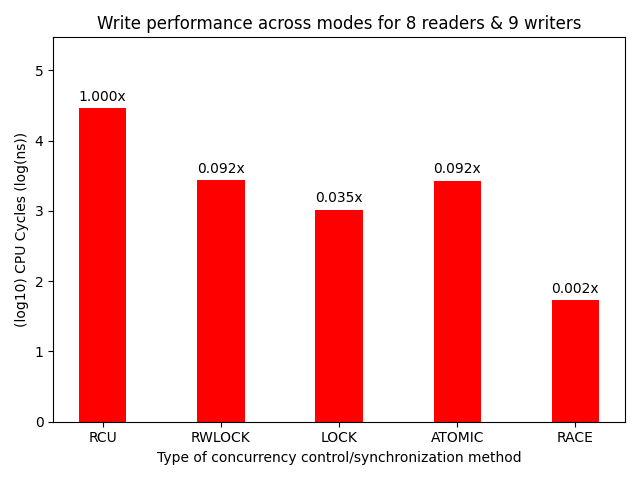 Write performance across modes for 8 readers & 9 writers
(log10) CPU Cycles (log(ns))
5
4
3
2
1
0
1.000x
0.092x
0.035x
0.092x
0.002x
RCU
RWLOCK
LOCK
ATOMIC
RACE
Type of concurrency control/synchronization method